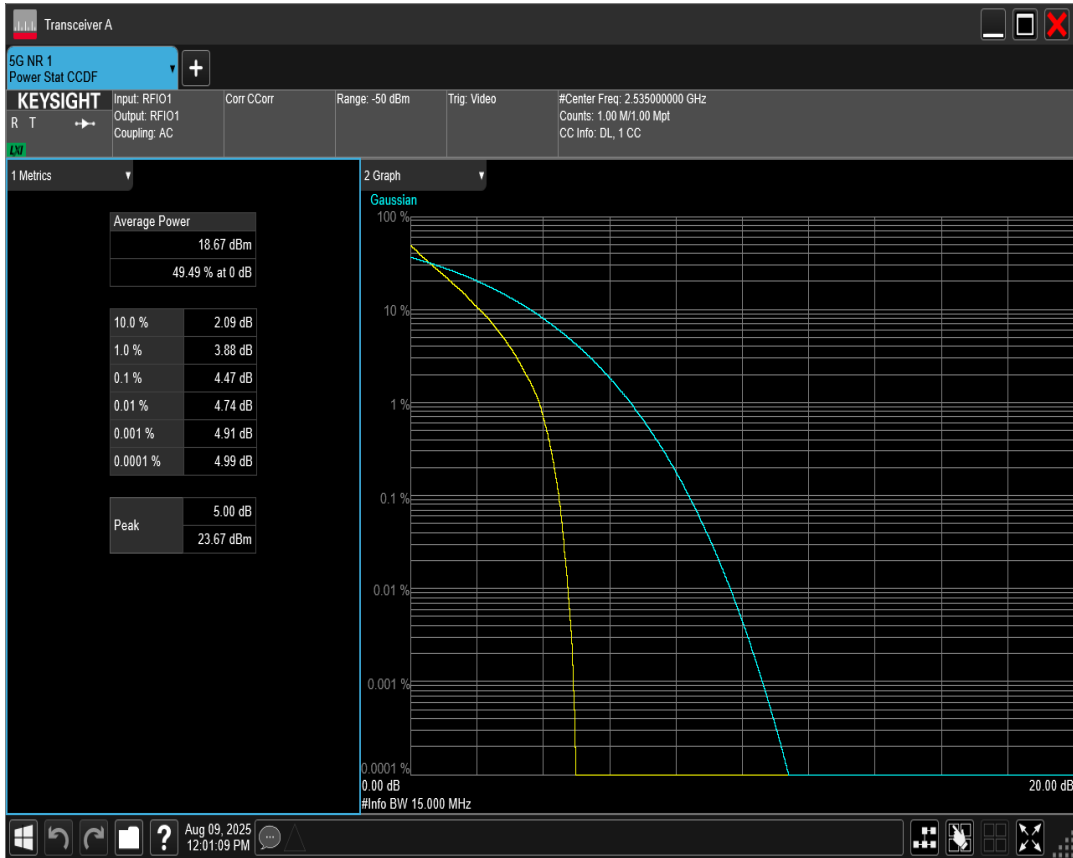 Transceiver A
5G NR 1
Power Stat CCDF
KEYSIGHT
R T
LXI
Input: RFIO1
Output: RFIO1
Coupling: AC
Corr CCorr
Range: -50 dBm
Trig: Video
#Center Freq: 2.535000000 GHz
Counts: 1.00 M/1.00 Mpt
CC Info: DL, 1 CC
1 Metrics
Average Power
18.67 dBm
49.49 % at 0 dB
10.0 % 2.09 dB
1.0 % 3.88 dB
0.1 % 4.47 dB
0.01 % 4.74 dB
0.001 % 4.91 dB
0.0001 % 4.99 dB
Peak
5.00 dB
23.67 dBm
2 Graph
Gaussian
100 %
10 %
1 %
0.1 %
0.01 %
0.001 %
0.0001 %
0.00 dB
20.00 dB
#Info BW 15.000 MHz
?
Aug 09, 2025
12:01:09 PM